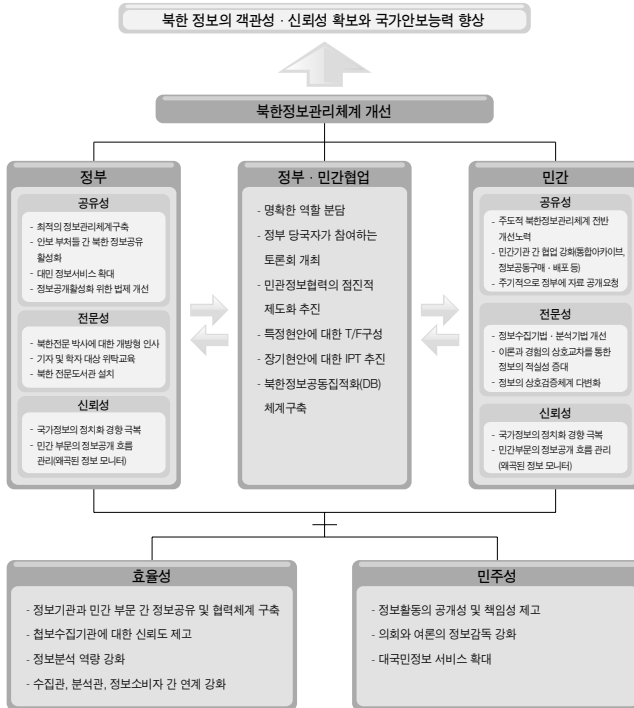 북한 정보의 객관성 · 신뢰성 확보와 국가안보능력 향상
북한정보관리체계 개선
정부
공유성
- 최적의 정보관리체계구축
- 안보 부처들 간 북한 정보공유
활성화
- 대민 정보서비스 확대
- 정보공개활성화 위한 법제 개선
전문성
- 북한전문 박사에 대한 개방형 인사
- 기자 및 학자 대상 위탁교육
- 북한 전문도서관 설치
신뢰성
- 국가정보의 정치화 경향 극복
- 민간 부문의 정보공개 흐름
관리(왜곡된 정보 모니터)
정부 · 민간협업
- 명확한 역할 분담
- 정부 당국자가 참여하는
토론회 개최
- 민관정보협력의 점진적
제도화 추진
- 특정현안에 대한 T/F구성
- 장기현안에 대한 IPT 추진
- 북한정보공동집적화(DB)
체계구축
민간
공유성
- 주도적 북한정보관리체계 전반
개선노력
- 민간기관 간 협업 강화(통합아카이브,
정보공동구매 · 배포 등)
- 주기적으로 정부에 자료 공개요청
전문성
- 정보수집기법 · 분석기법 개선
- 이론과 경험의 상호교차를 통한
정보의 적실성 증대
- 정보의 상호검증체계 다변화
신뢰성
- 국가정보의 정치화 경향 극복
- 민간부문의 정보공개 흐름 관리
(왜곡된 정보 모니터)
효율성
- 정보기관과 민간 부문 간 정보공유 및 협력체계 구축
- 첩보수집기관에 대한 신뢰도 제고
- 정보분석 역량 강화
- 수집관, 분석관, 정보소비자 간 연계 강화
민주성
- 정보활동의 공개성 및 책임성 제고
- 의회와 여론의 정보감독 강화
- 대국민정보 서비스 확대